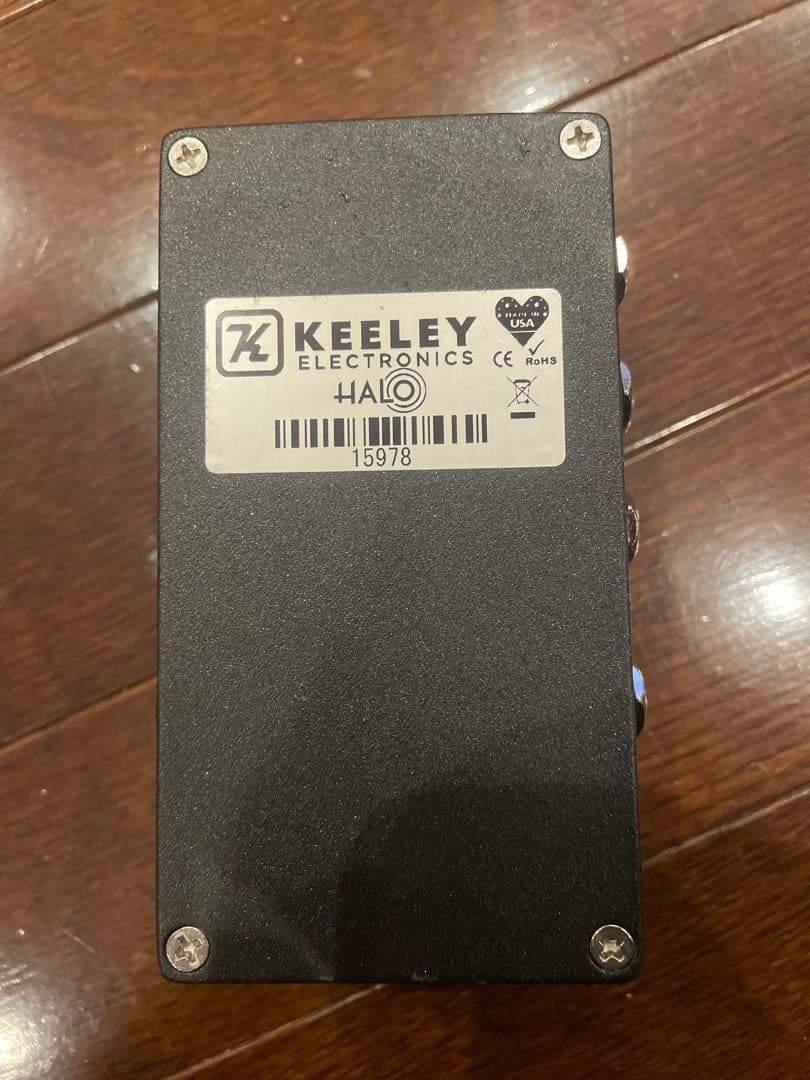 K KEELEY
ELECTRONICS
MADE IN
USA
CE
RoHS
HALO
15978